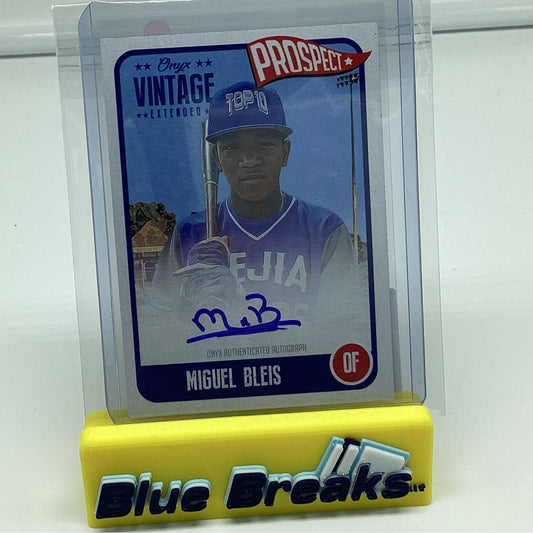 Onyx
VINTAGE
EXTENDED
PROSPECT
TOP 10
EJIA
M.B
ONYX AUTHENTICATED AUTOGRAPH
MIGUEL BLEIS
OF
Blue Breaks